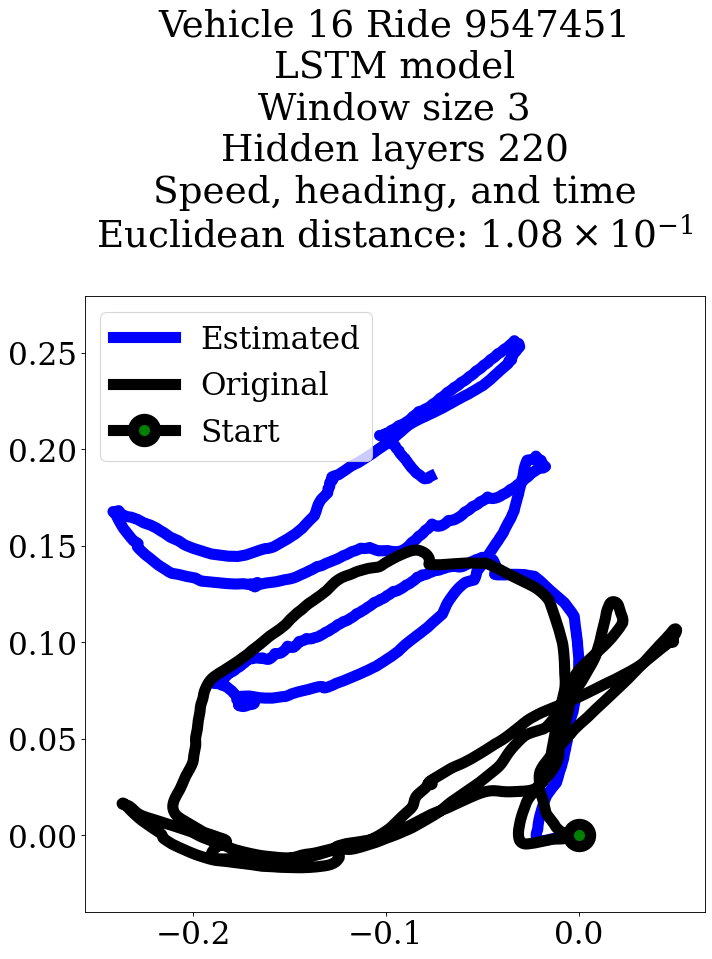 Vehicle 16 Ride 9547451
LSTM model
Window size 3
Hidden layers 220
Speed, heading, and time
Euclidean distance: 1.08 × 10⁻¹
Estimated
Original
Start
0.25
0.20
0.15
0.10
0.05
0.00
−0.2
−0.1
0.0